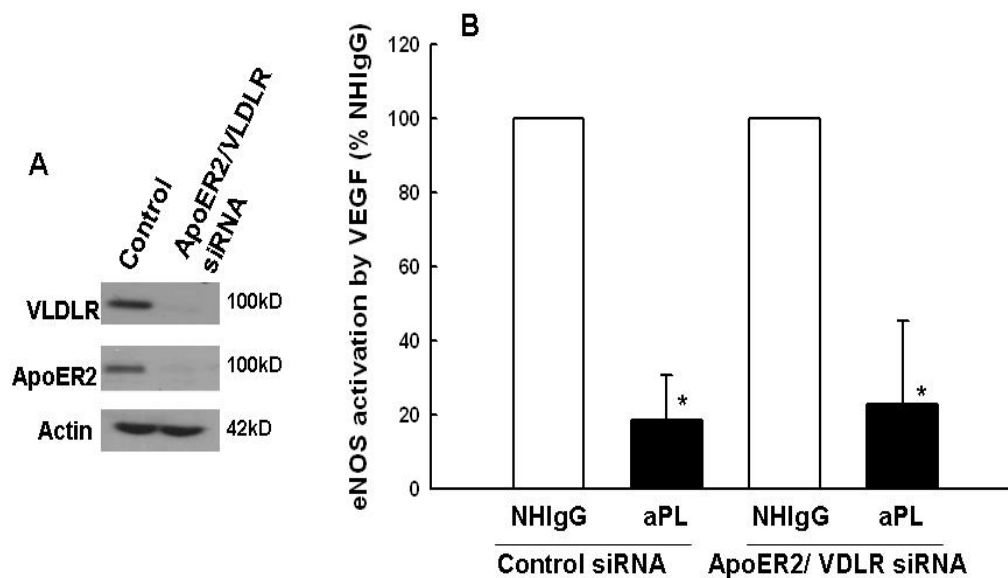 A
Control
ApoER2/VLDLR
siRNA
VLDLR
100kD
ApoER2
100kD
Actin
42kD
B
eNOS activation by VEGF (% NHIgG)
120
100
80
60
40
20
0
*
*
NHIgG
aPL
NHIgG
aPL
Control siRNA
ApoER2/ VDLR siRNA